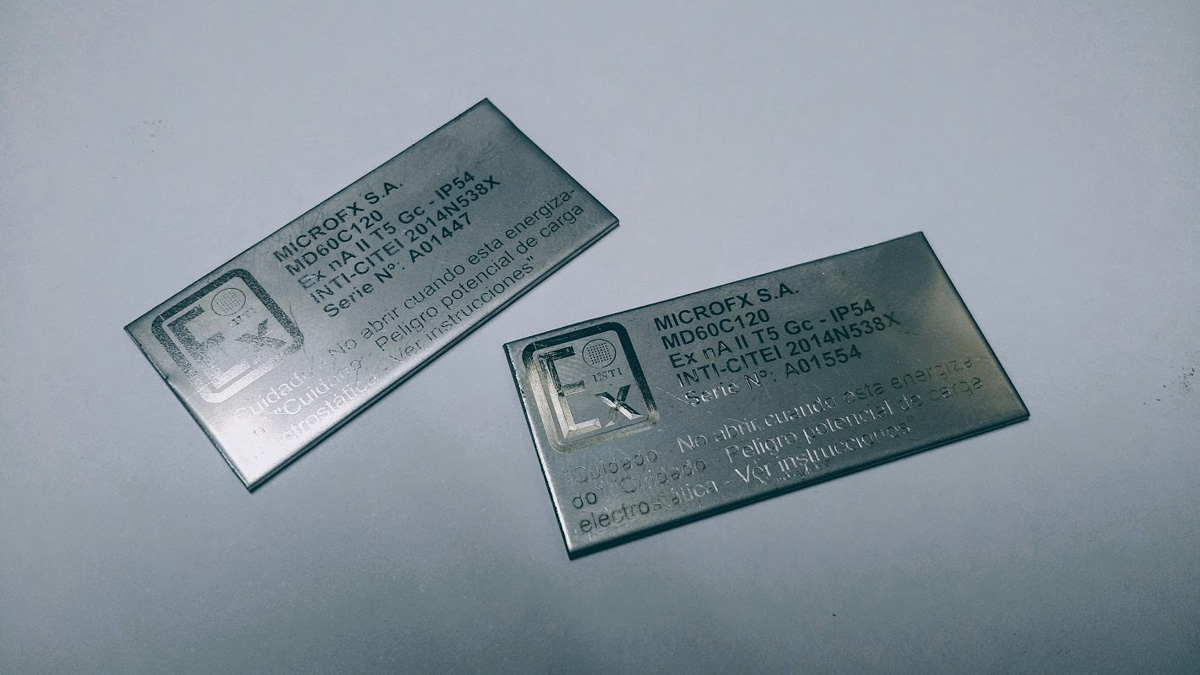 MICROFX S.A.
MD60C120
Ex nA II T5 Gc - IP54
INTI-CITEI 2014N538X
Serie Nº: A01447
Ex
INTI
Cuidado No abrir cuando esta energiza-
"Cuidado Peligro potencial de carga
electrostática - Ver instrucciones"
MICROFX S.A.
MD60C120
Ex nA II T5 Gc - IP54
INTI-CITEI 2014N538X
Serie Nº: A01554
Ex
INTI
"Cuidado - No abrir cuando esta energiza-
do "Cuidado - Peligro potencial de carga
electrostática - Ver instrucciones"